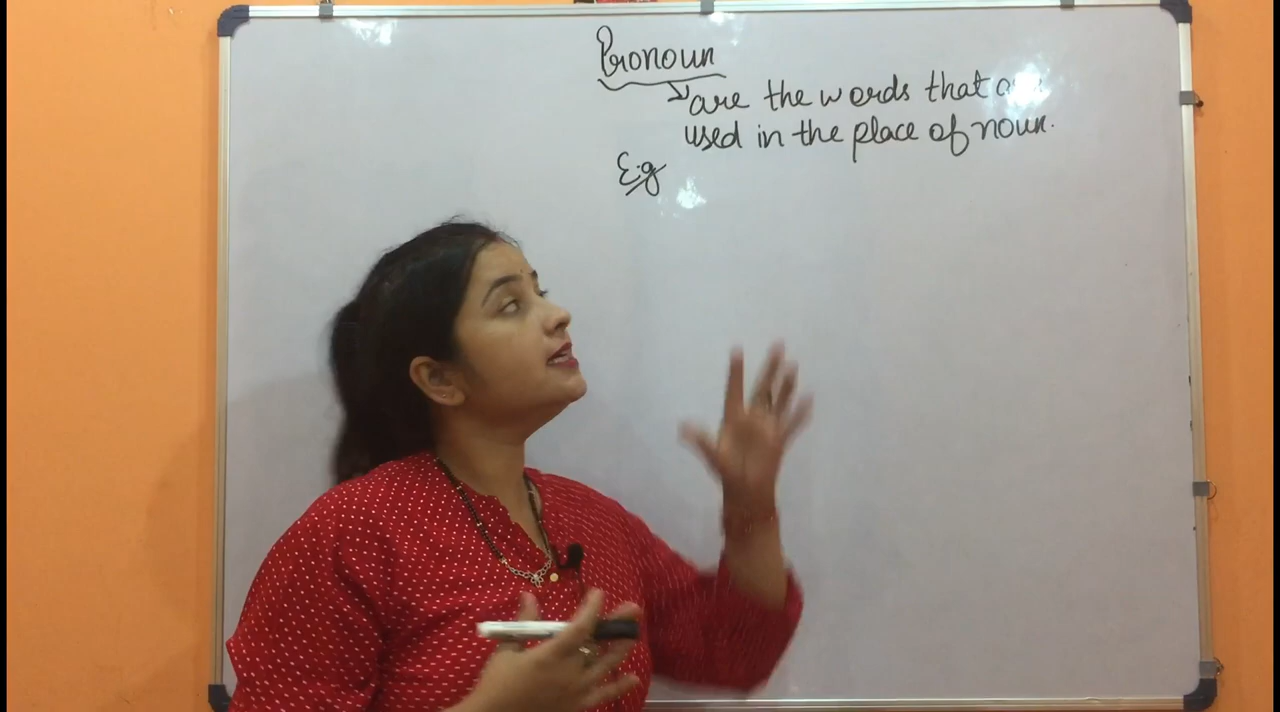 Pronoun
are the words that
used in the place of noun.
E.g